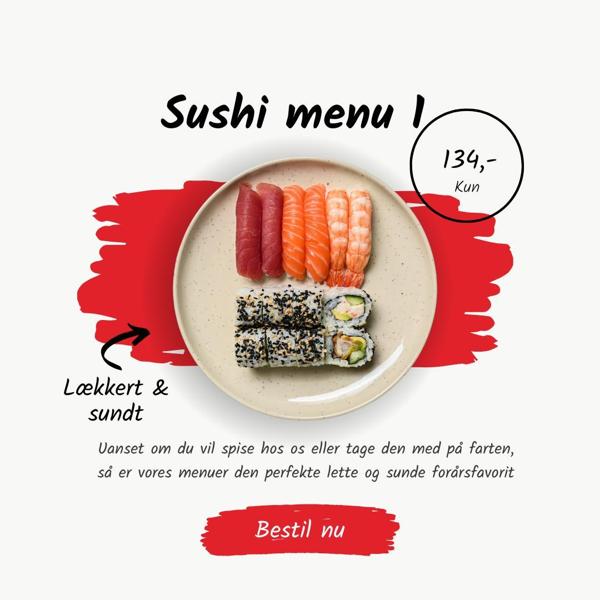 Sushi menu 1
134,-
Kun
Lækkert &
sundt
Uanset om du vil spise hos os eller tage den med på farten,
så er vores menuer den perfekte lette og sunde forårsfavorit
Bestil nu